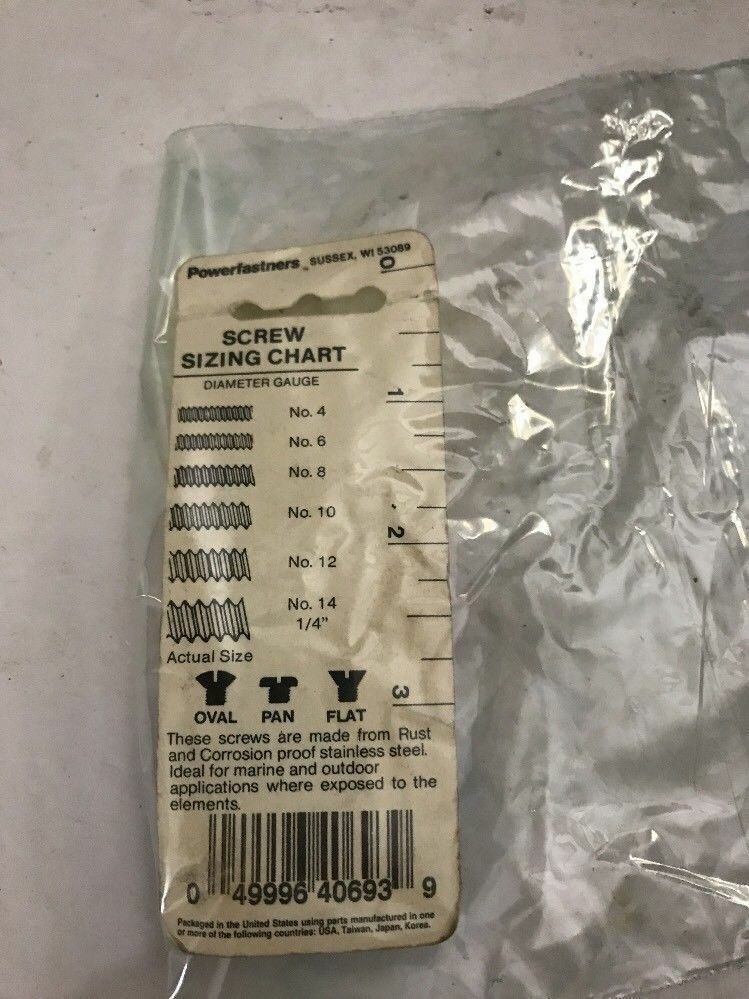 Powerfastners™ SUSSEX, WI 53089
0
SCREW
SIZING CHART
DIAMETER GAUGE
No. 4
1
No. 6
No. 8
No. 10
2
No. 12
No. 14
1/4"
Actual Size
3
OVAL PAN FLAT
These screws are made from Rust
and Corrosion proof stainless steel.
Ideal for marine and outdoor
applications where exposed to the
elements.
0 49996 40693 9
Packaged in the United States using parts manufactured in one
or more of the following countries: USA, Taiwan, Japan, Korea.